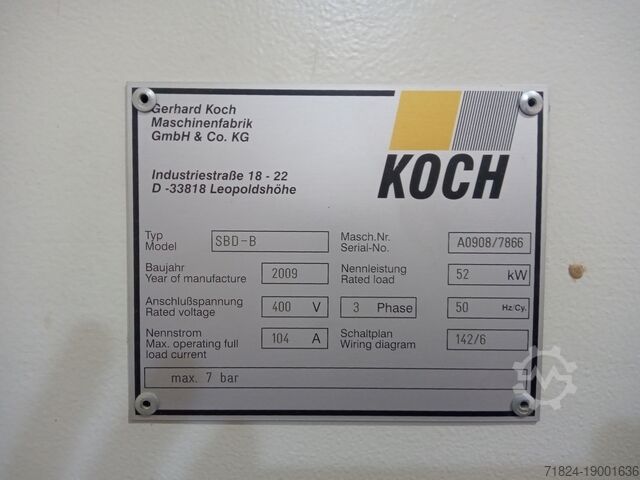 Gerhard Koch
Maschinenfabrik
GmbH & Co. KG
Industriestraße 18 - 22
D -33818 Leopoldshöhe
KOCH
Typ
Model
SBD-B
Masch.Nr.
Serial-No.
A0908/7866
Baujahr
Year of manufacture
2009
Nennleistung
Rated load
52 kW
Anschlußspannung
Rated voltage
400 V
3 Phase
50 Hz/Cy.
Nennstrom
Max. operating full
load current
104 A
Schaltplan
Wiring diagram
142/6
max. 7 bar
71824-19001636